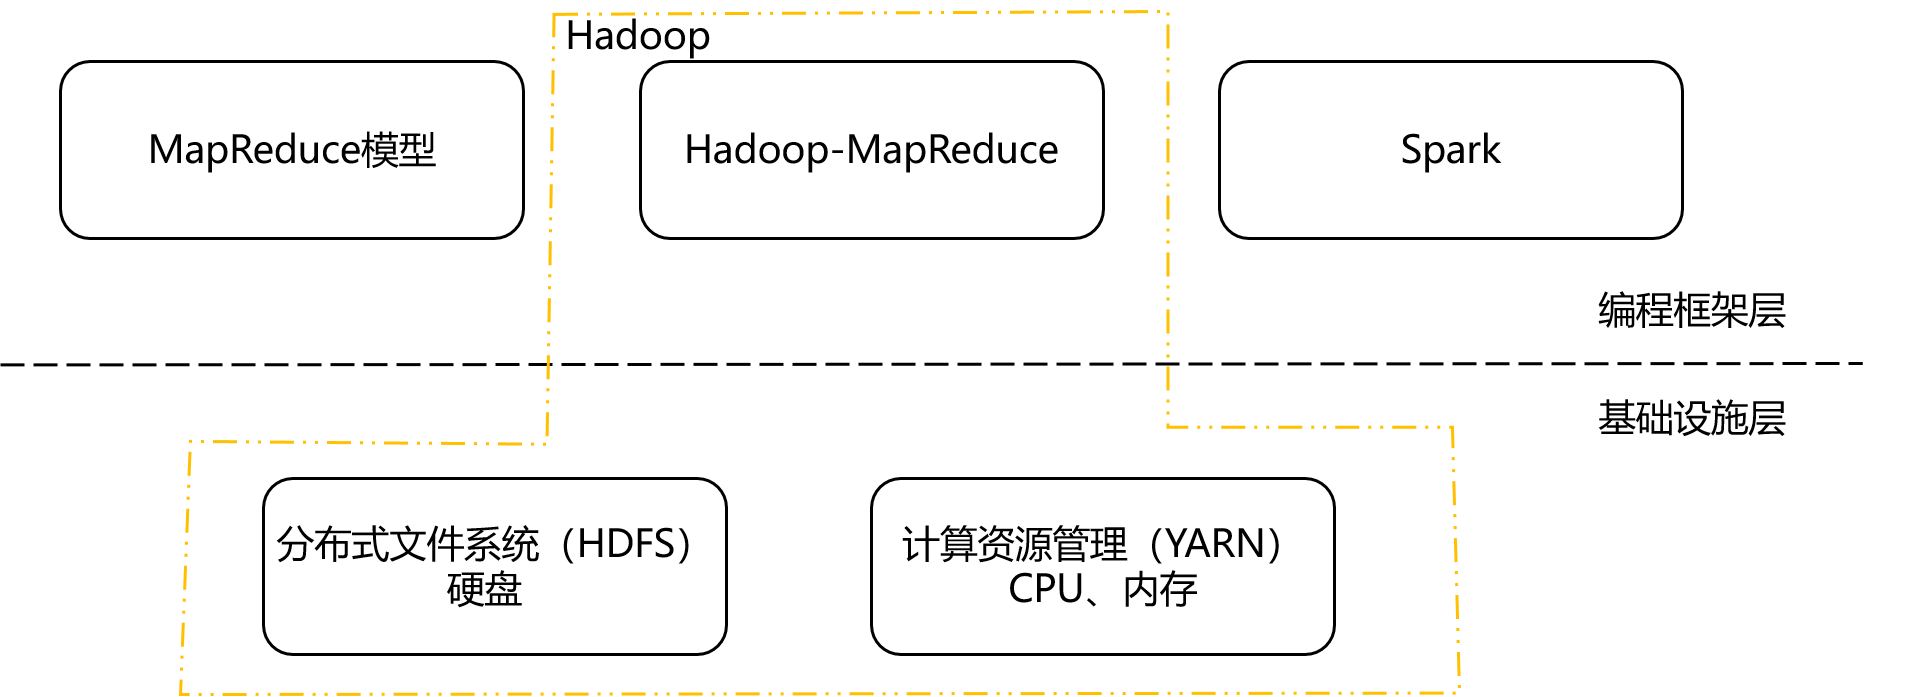 Hadoop
MapReduce模型
Hadoop-MapReduce
Spark
编程框架层
基础设施层
分布式文件系统（HDFS）
硬盘
计算资源管理（YARN）
CPU、内存